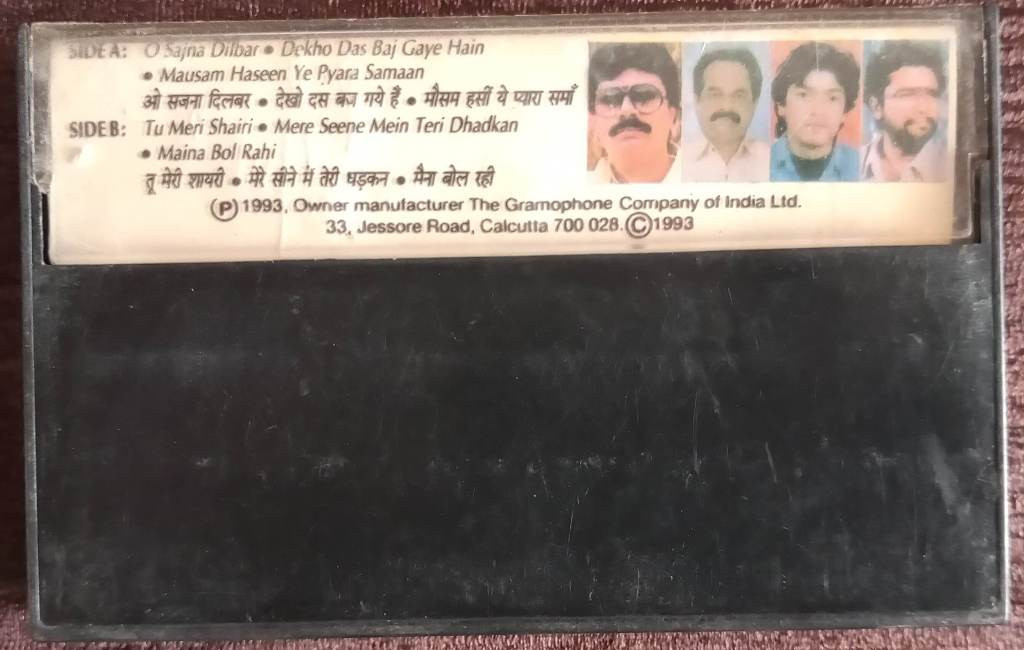 SIDE A: O Sajna Dilbar • Dekho Das Baj Gaye Hain
• Mausam Haseen Ye Pyara Samaan
ओ सजना दिलबर • देखो दस बज गये हैं • मौसम हसीं ये प्यारा समाँ
SIDE B: Tu Meri Shairi • Mere Seene Mein Teri Dhadkan
• Maina Bol Rahi
तू मेरी शायरी • मेरे सीने में तेरी धड़कन • मैना बोल रही
Ⓟ 1993, Owner manufacturer The Gramophone Company of India Ltd.
33, Jessore Road, Calcutta 700 028. © 1993